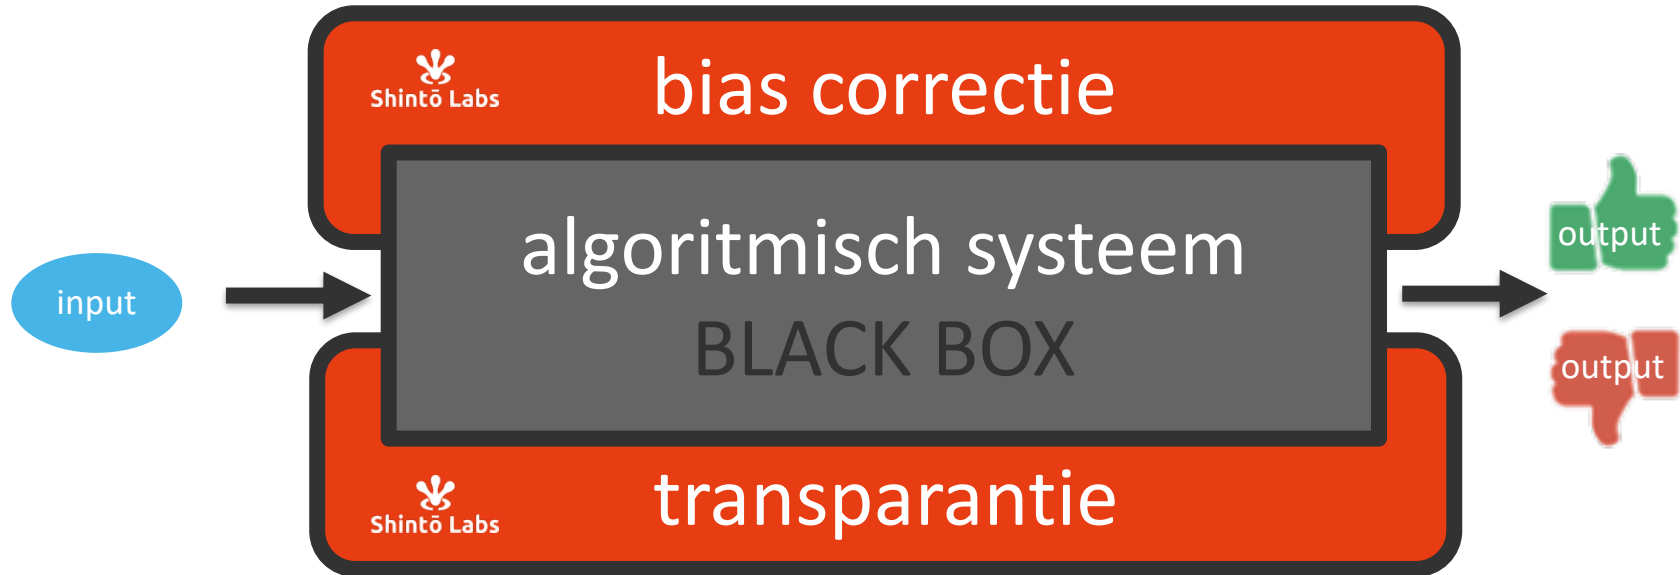 Shintō Labs
bias correctie
algoritmisch systeem
BLACK BOX
input
output
output
Shintō Labs
transparantie